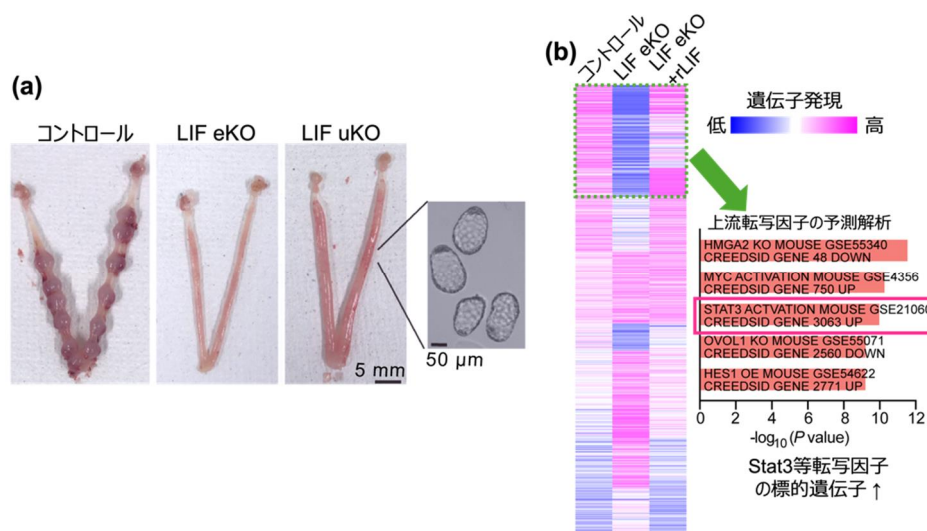 (a)
コントロール
LIF eKO
LIF uKO
5 mm
50 μm
(b)
コントロール
LIF eKO
LIF eKO
+rLIF
遺伝子発現
低
高
上流転写因子の予測解析
HMGA2 KO MOUSE GSE55340
CREEDSID GENE 48 DOWN
MYC ACTIVATION MOUSE GSE4356
CREEDSID GENE 750 UP
STAT3 ACTVATION MOUSE GSE21060
CREEDSID GENE 3063 UP
OVOL1 KO MOUSE GSE55071
CREEDSID GENE 2560 DOWN
HES1 OE MOUSE GSE54622
CREEDSID GENE 2771 UP
0 2 4 6 8 10 12
-log10(P value)
Stat3等転写因子
の標的遺伝子 ↑